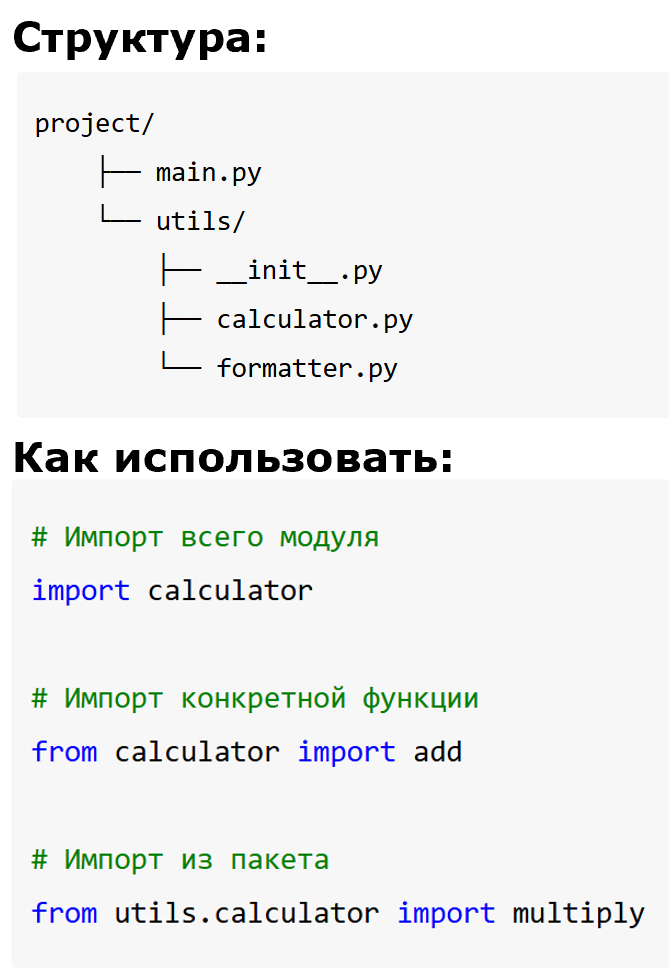 Структура:
project/
├── main.py
└── utils/
├── __init__.py
├── calculator.py
└── formatter.py
Как использовать:
# Импорт всего модуля
import calculator
# Импорт конкретной функции
from calculator import add
# Импорт из пакета
from utils.calculator import multiply